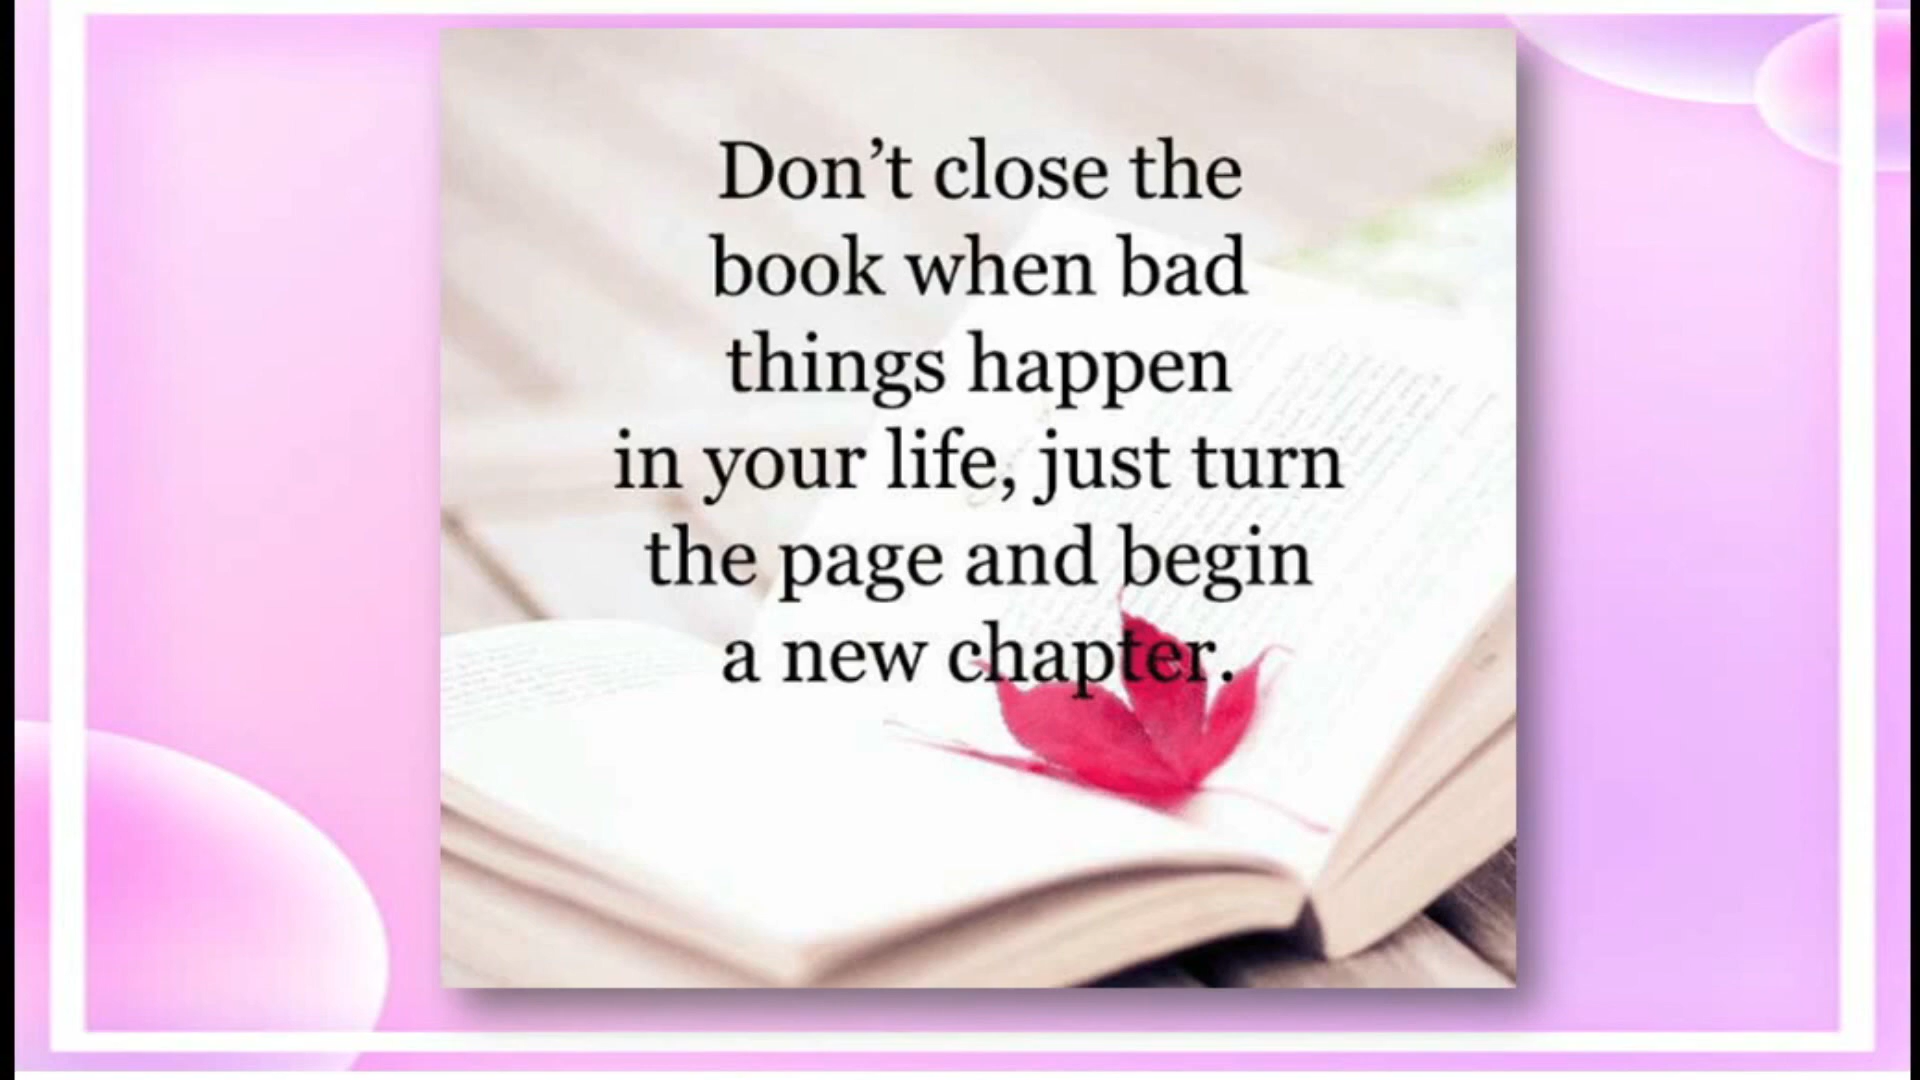 Don’t close the
book when bad
things happen
in your life, just turn
the page and begin
a new chapter.